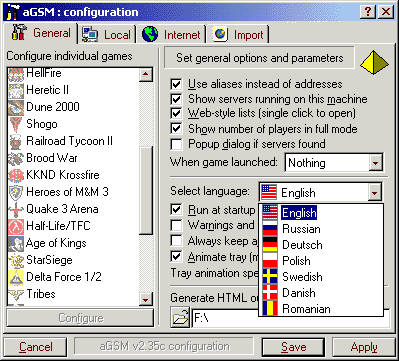 aGSM : configuration
General
Local
Internet
Import
Configure individual games
HellFire
Heretic II
Dune 2000
Shogo
Railroad Tycoon II
Brood War
KKND Krossfire
Heroes of M&M 3
Quake 3 Arena
Half-Life/TFC
Age of Kings
StarSiege
Delta Force 1/2
Tribes
Configure
Set general options and parameters
Use aliases instead of addresses
Show servers running on this machine
Web-style lists (single click to open)
Show number of players in full mode
Popup dialog if servers found
When game launched: Nothing
Select language: English
English
Russian
Deutsch
Polish
Swedish
Danish
Romanian
Run at startup
Warnings and
Always keep a
Animate tray (m
Tray animation spe
Generate HTML ou
F:\
Cancel
aGSM v2.35c configuration
Save
Apply